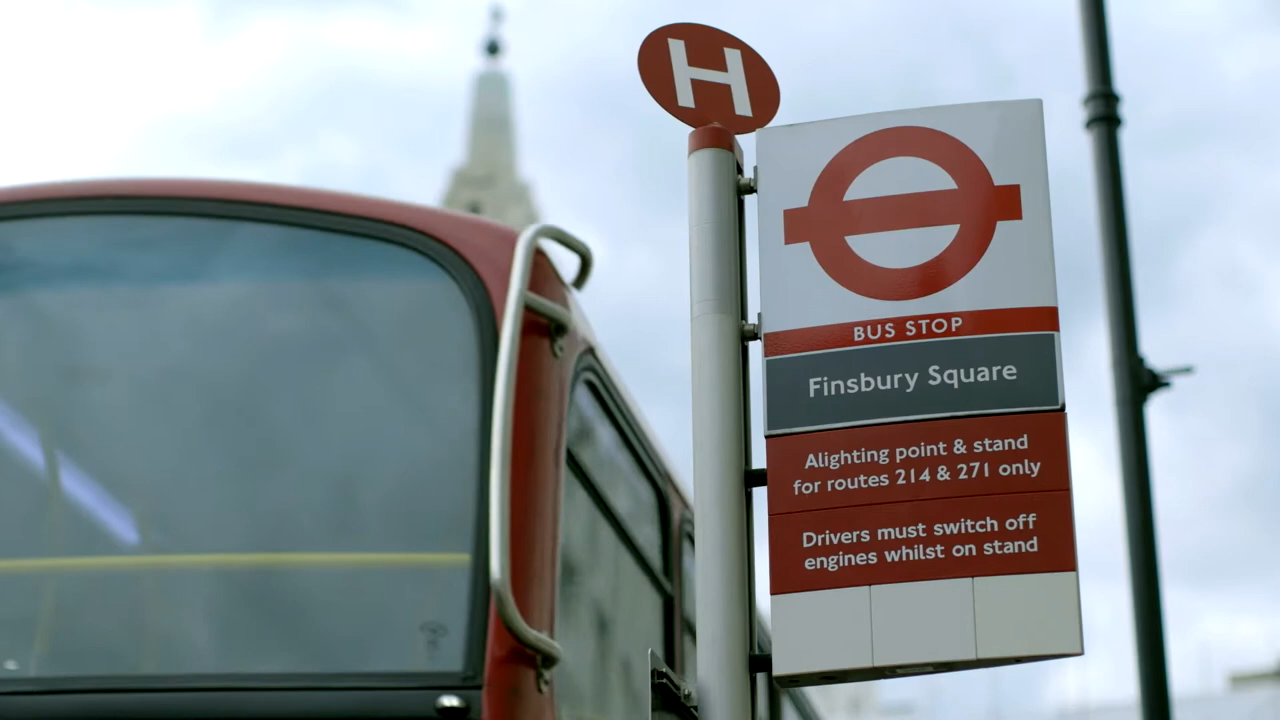 H
BUS STOP
Finsbury Square
Alighting point & stand
for routes 214 & 271 only
Drivers must switch off
engines whilst on stand